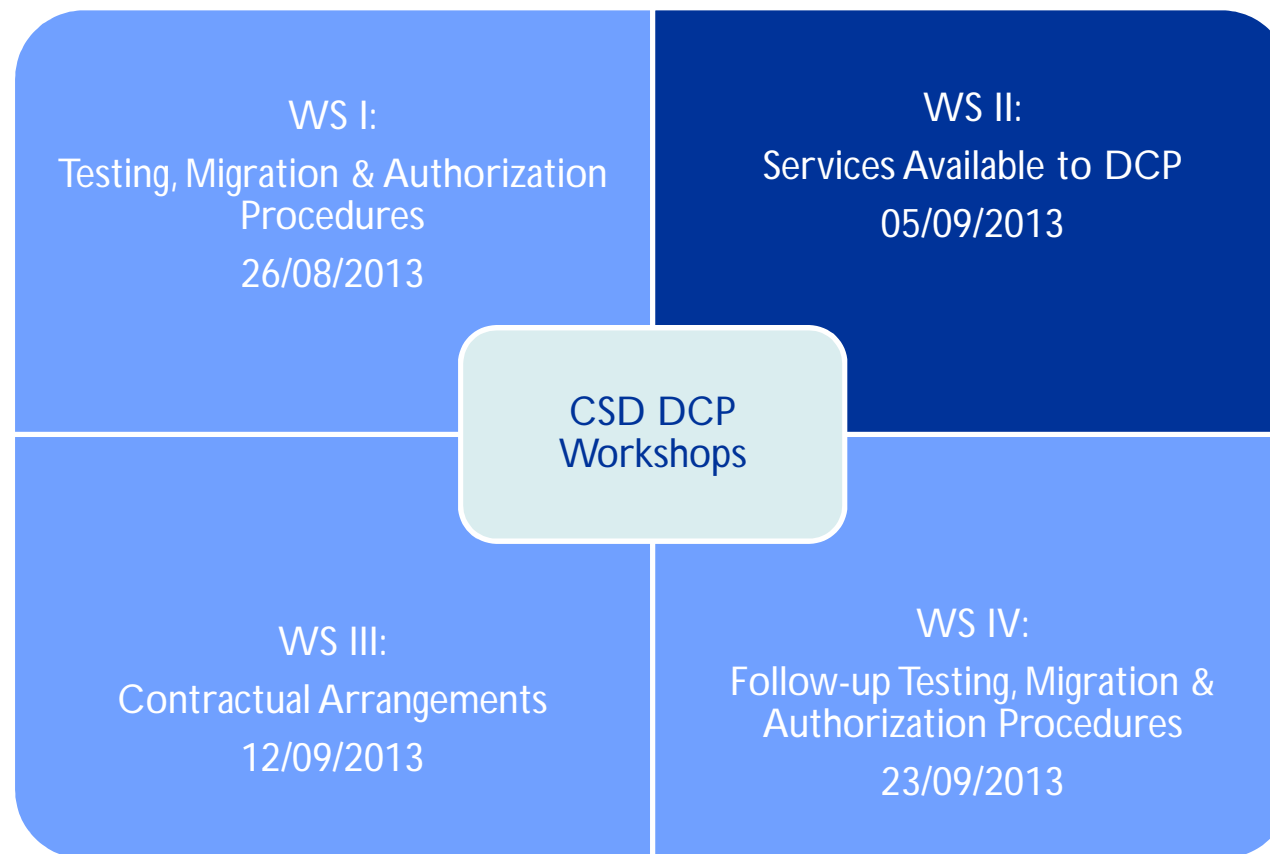 WS I:
Testing, Migration & Authorization
Procedures
26/08/2013
WS II:
Services Available to DCP
05/09/2013
CSD DCP
Workshops
WS III:
Contractual Arrangements
12/09/2013
WS IV:
Follow-up Testing, Migration &
Authorization Procedures
23/09/2013